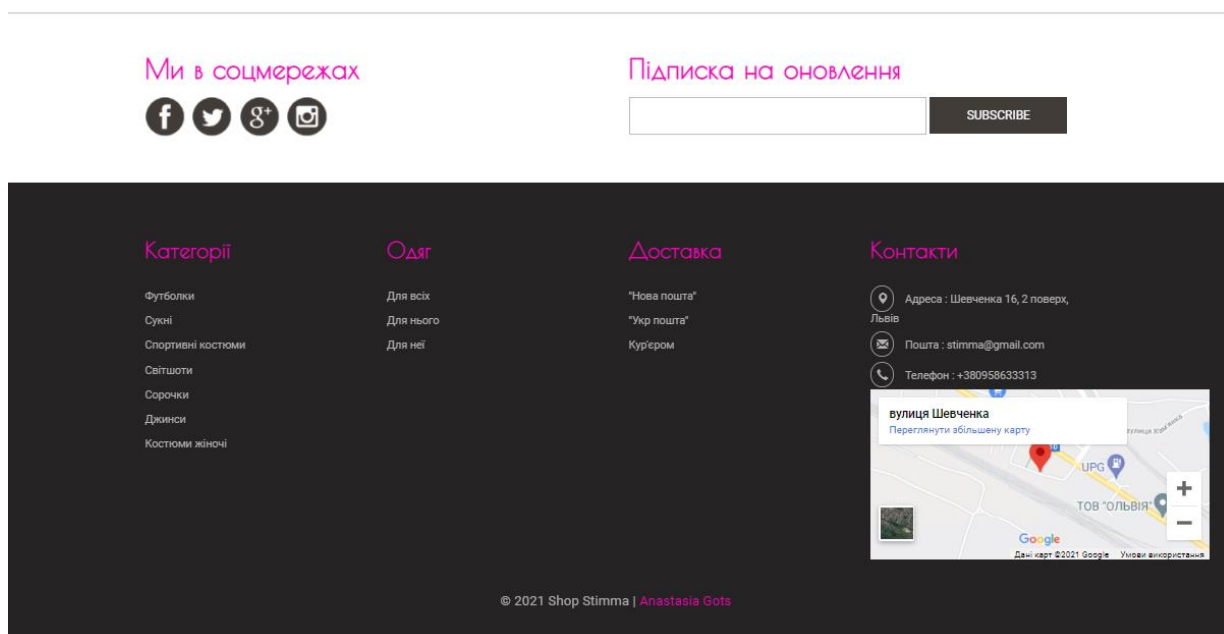 Ми в соцмережах
Підписка на оновлення
SUBSCRIBE
Категорії
Футболки
Сукні
Спортивні костюми
Світшоти
Сорочки
Джинси
Костюми жіночі
Одяг
Для всіх
Для нього
Для неї
Доставка
"Нова пошта"
"Укр пошта"
Кур'єром
Контакти
Адреса : Шевченка 16, 2 поверх,
Львів
Пошта : stimma@gmail.com
Телефон : +380958633313
вулиця Шевченка
Переглянути збільшену карту
UPG
ТОВ "ОЛЬВІЯ"
Google
Дані карт ©2021 Google Умови використання
© 2021 Shop Stimma | Anastasia Gots